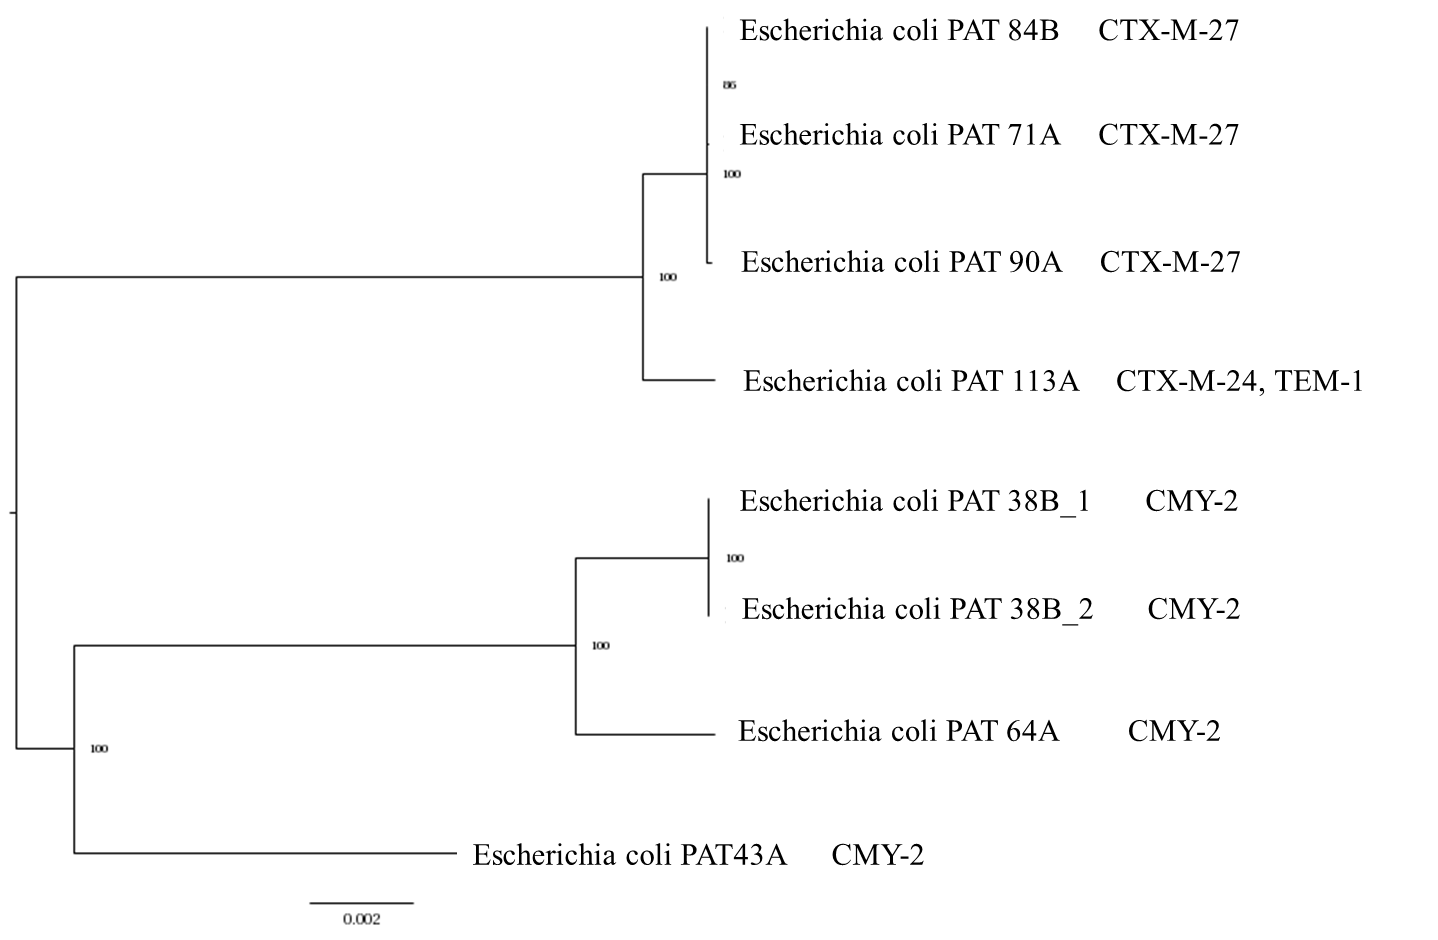 Escherichia coli PAT 84B CTX-M-27
86
Escherichia coli PAT 71A CTX-M-27
100
Escherichia coli PAT 90A CTX-M-27
100
Escherichia coli PAT 113A CTX-M-24, TEM-1
Escherichia coli PAT 38B_1 CMY-2
100
Escherichia coli PAT 38B_2 CMY-2
100
Escherichia coli PAT 64A CMY-2
100
Escherichia coli PAT43A CMY-2
0.002